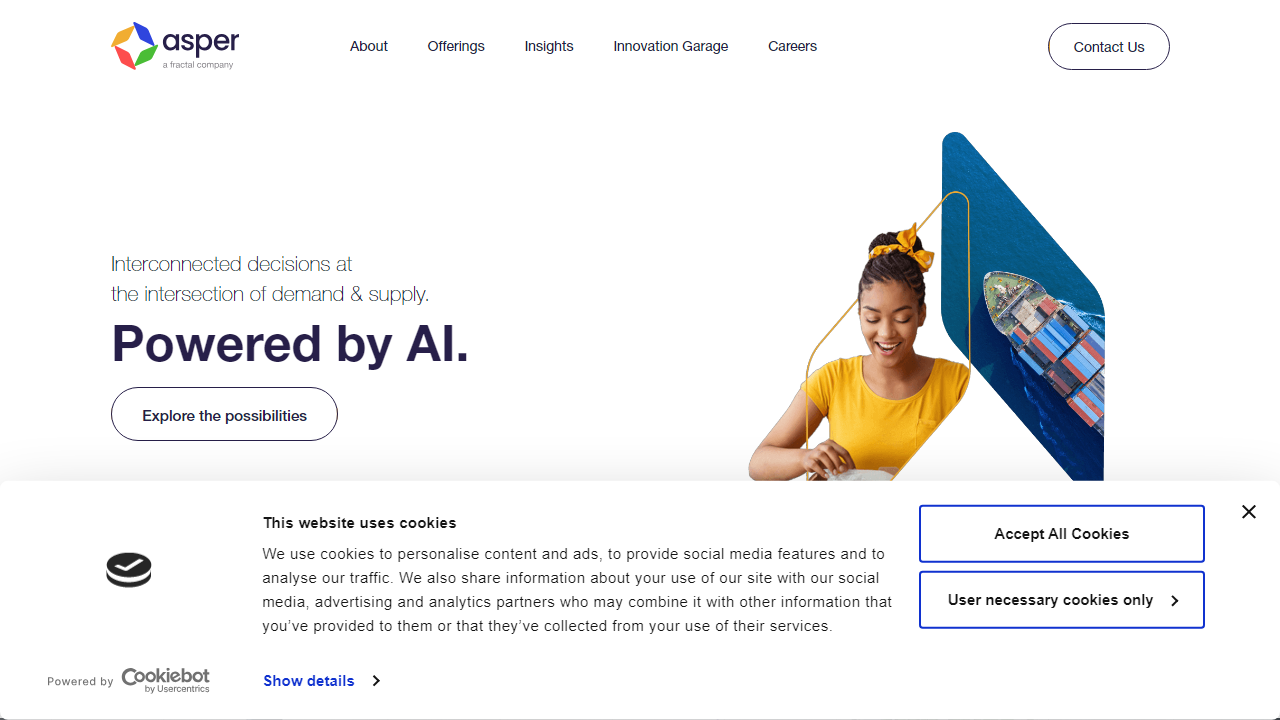 asper
a fractal company
About
Offerings
Insights
Innovation Garage
Careers
Contact Us
Interconnected decisions at
the intersection of demand & supply.
Powered by AI.
Explore the possibilities
This website uses cookies
We use cookies to personalise content and ads, to provide social media features and to
analyse our traffic. We also share information about your use of our site with our social
media, advertising and analytics partners who may combine it with other information that
you’ve provided to them or that they’ve collected from your use of their services.
Show details
Accept All Cookies
User necessary cookies only
Powered by
Cookiebot
by Usercentrics